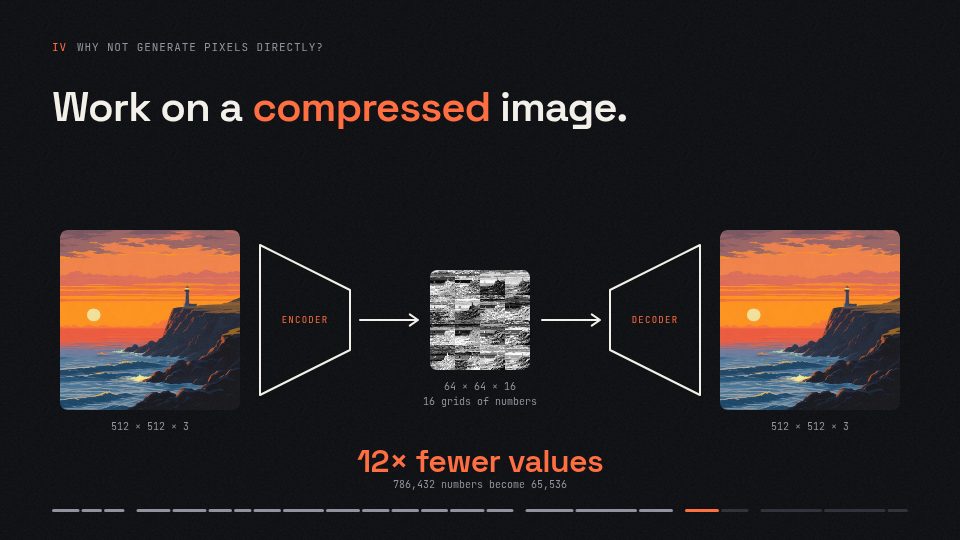 IV WHY NOT GENERATE PIXELS DIRECTLY?
Work on a compressed image.
ENCODER
DECODER
64 × 64 × 16
16 grids of numbers
512 × 512 × 3
512 × 512 × 3
12× fewer values
786,432 numbers become 65,536